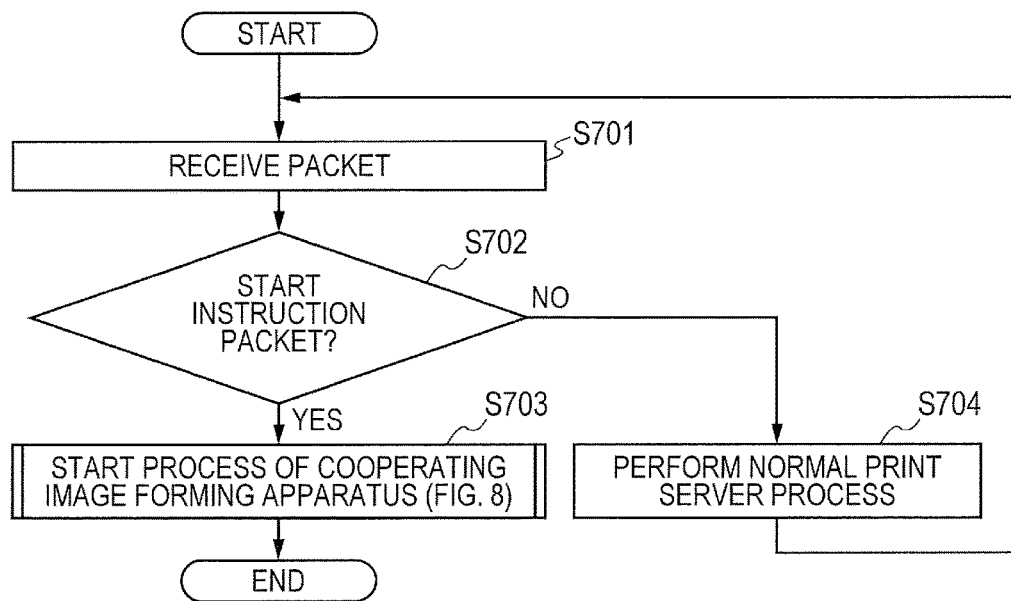 START
S701
RECEIVE PACKET
S702
START
INSTRUCTION
PACKET?
NO
YES
S703
START PROCESS OF COOPERATING
IMAGE FORMING APPARATUS (FIG. 8)
S704
PERFORM NORMAL PRINT
SERVER PROCESS
END